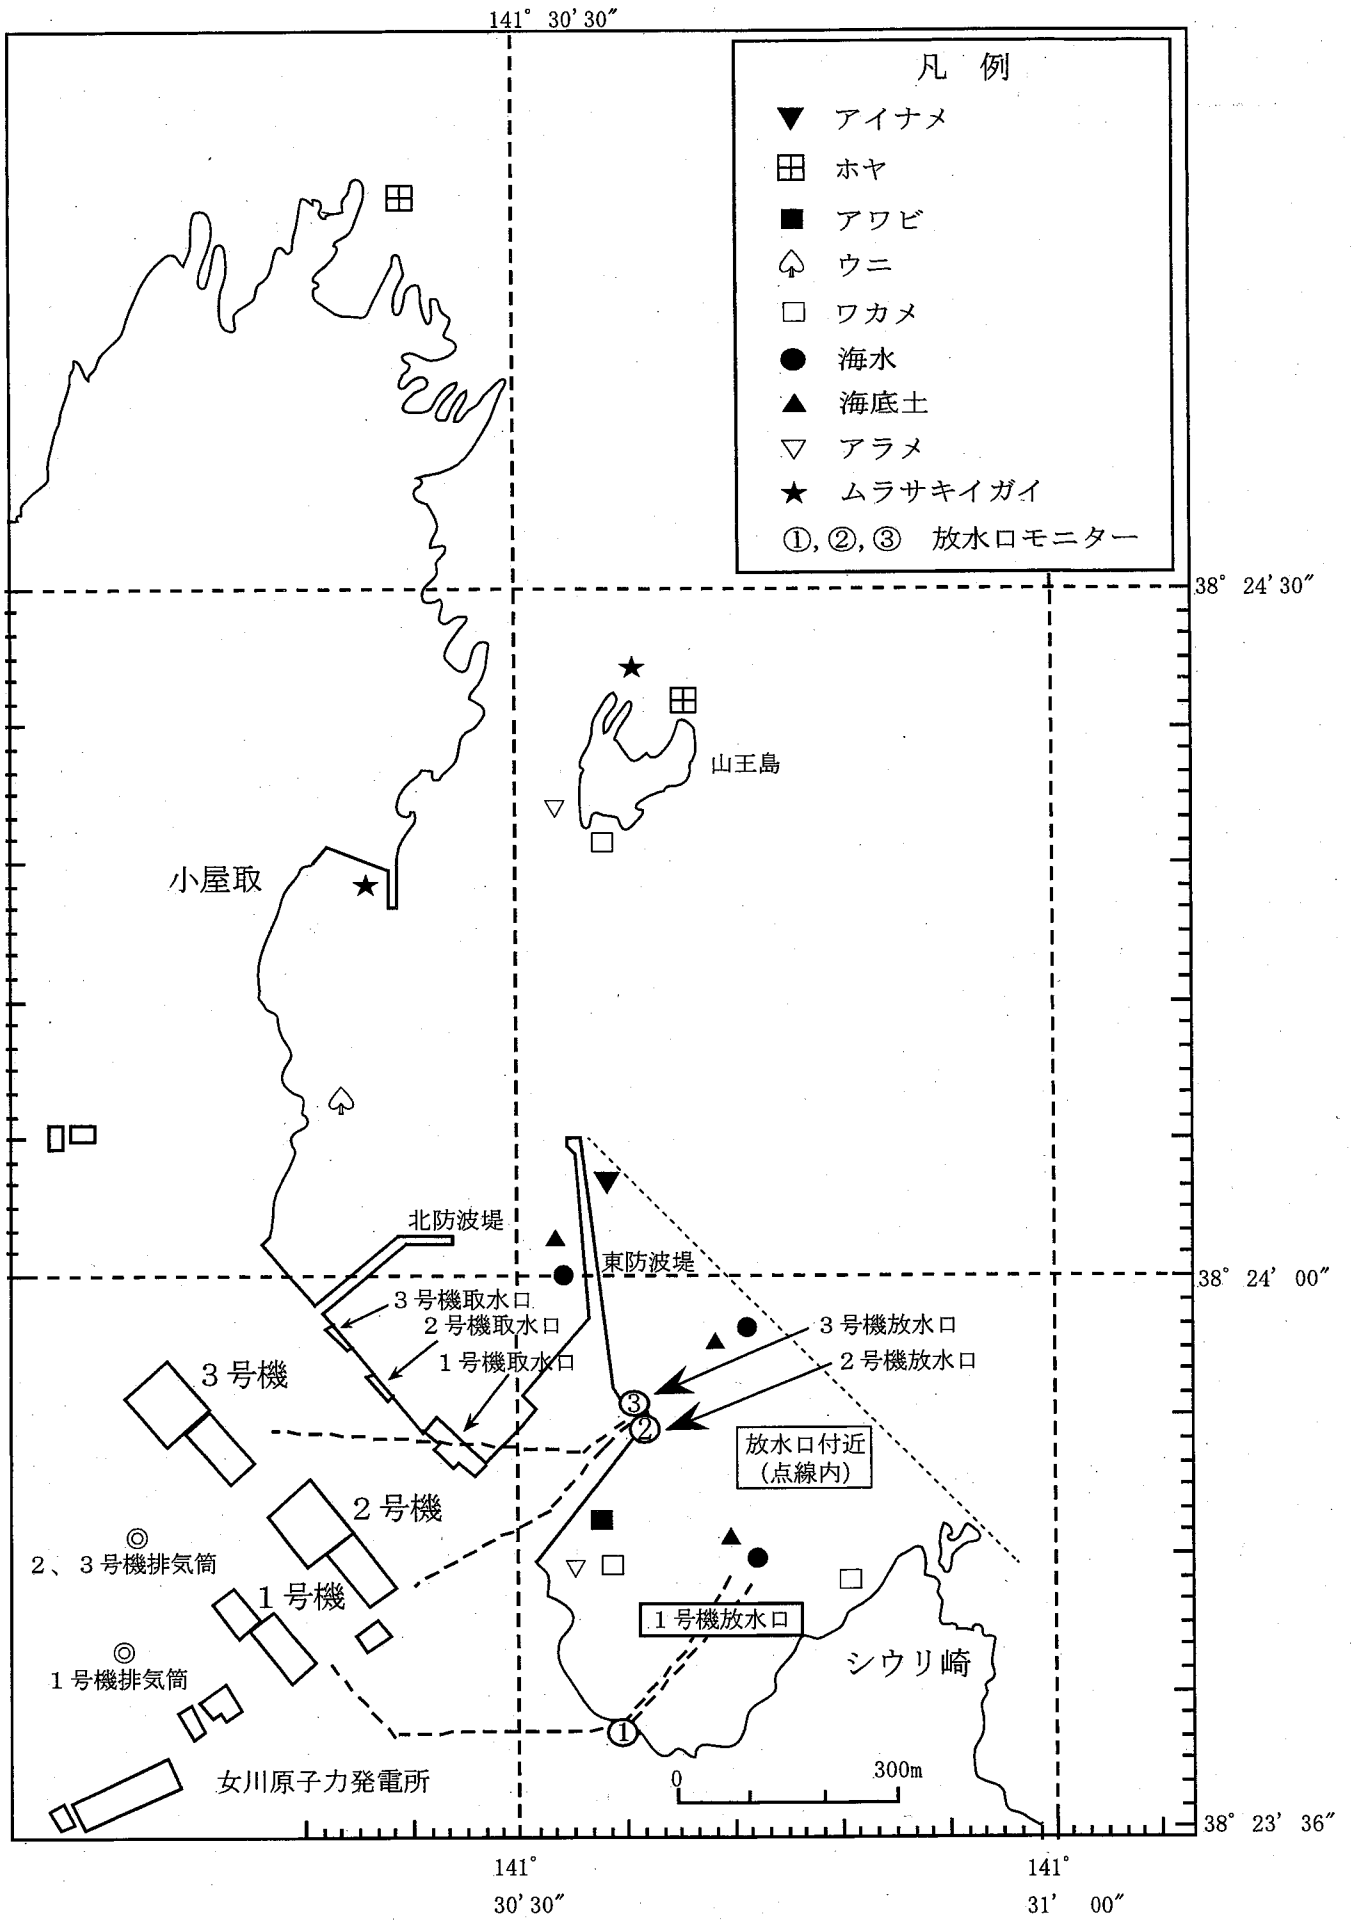 141° 30′30″
凡 例
アイナメ
ホヤ
アワビ
ウニ
ワカメ
海水
海底土
アラメ
ムラサキイガイ
①,②,③ 放水口モニター
38° 24′30″
山王島
小屋取
北防波堤
東防波堤
38° 24′00″
3号機取水口
2号機取水口
1号機取水口
3号機放水口
2号機放水口
3号機
③
②
放水口付近
(点線内)
2号機
2、3号機排気筒
1号機
1号機放水口
シウリ崎
1号機排気筒
①
女川原子力発電所
0 300m
38° 23′36″
141°
30′30″
141°
31′00″